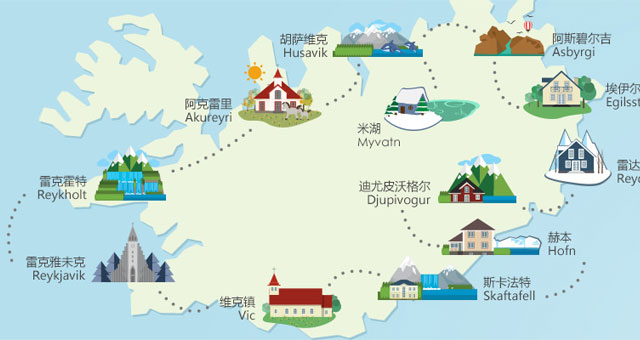 胡萨维克
Husavik
阿斯碧尔吉
Asbyrgi
阿克雷里
Akureyri
埃伊尔
Egilsst
米湖
Myvatn
雷克霍特
Reykholt
迪尤皮沃格尔
Djupivogur
雷达
Reyd
赫本
Hofn
雷克雅未克
Reykjavik
斯卡法特
Skaftafell
维克镇
Vic